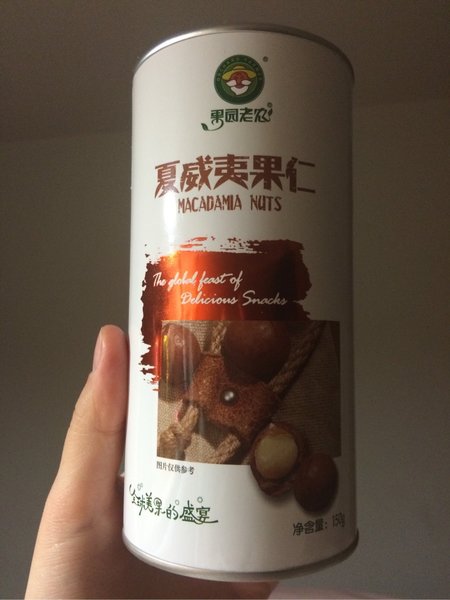 果园老农
夏威夷果仁
MACADAMIA NUTS
The global feast of
Delicious Snacks
图片仅供参考
全球美果的盛宴
净含量: 150g